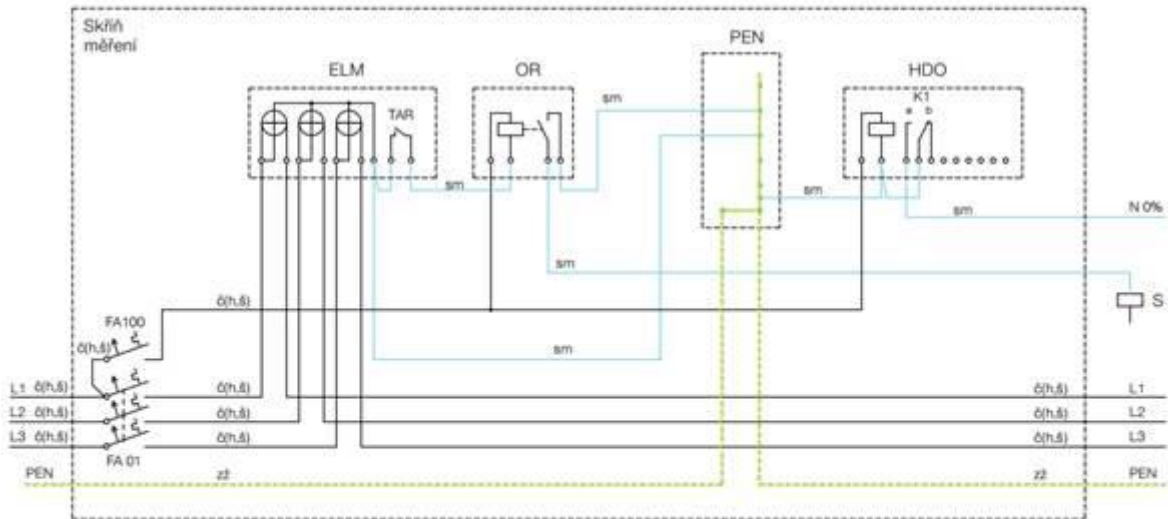 Skříň
měření
ELM
OR
PEN
HDO
K1
a b
TAR
sm
sm
sm
sm
sm
sm
N 0%
S
č(h,š)
FA100
č(h,š)
L1 č(h,š) č(h,š) č(h,š) L1
L2 č(h,š) č(h,š) č(h,š) L2
L3 č(h,š) č(h,š) č(h,š) L3
FA 01
PEN zž zž PEN